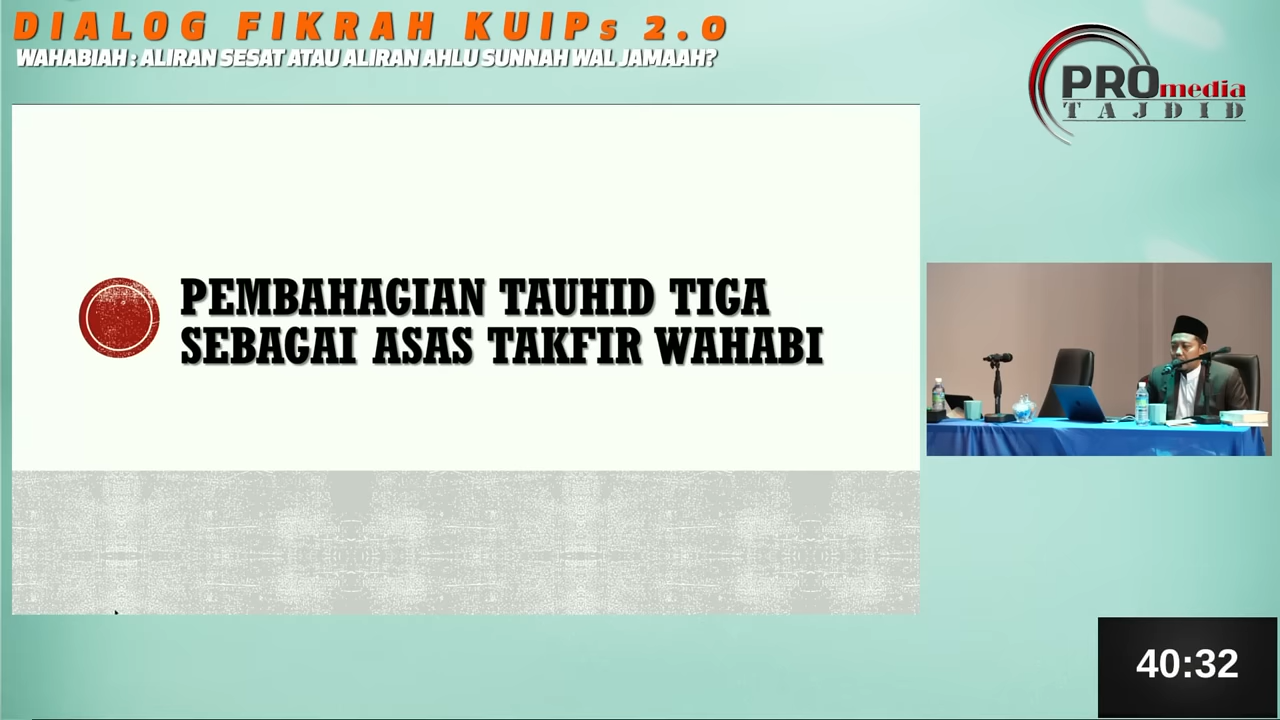 DIALOG FIKRAH KUIPs 2.0
WAHABIAH : ALIRAN SESAT ATAU ALIRAN AHLU SUNNAH WAL JAMAAH?
PROmedia
TAJDID
PEMBAHAGIAN TAUHID TIGA
SEBAGAI ASAS TAKFIR WAHABI
40:32